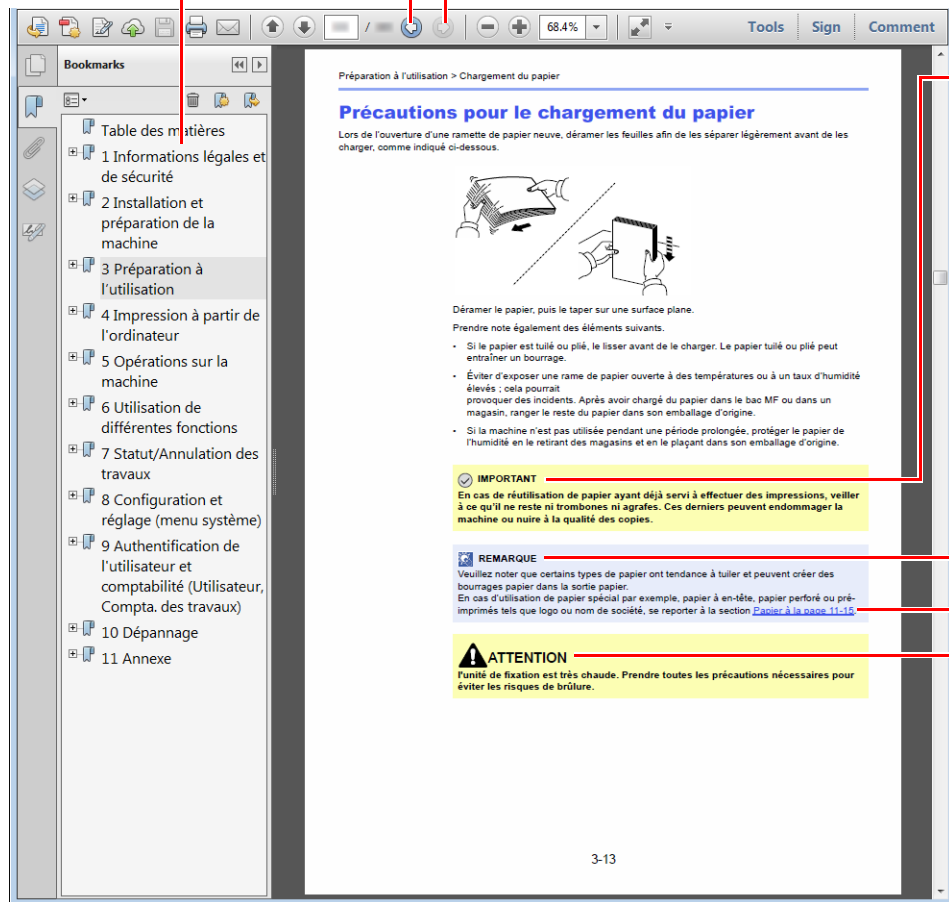 /
68.4%
Tools
Sign
Comment
Bookmarks
Table des matières
1 Informations légales et
de sécurité
2 Installation et
préparation de la
machine
3 Préparation à
l’utilisation
4 Impression à partir de
l'ordinateur
5 Opérations sur la
machine
6 Utilisation de
différentes fonctions
7 Statut/Annulation des
travaux
8 Configuration et
réglage (menu système)
9 Authentification de
l'utilisateur et
comptabilité (Utilisateur,
Compta. des travaux)
10 Dépannage
11 Annexe
Préparation à l’utilisation > Chargement du papier
Précautions pour le chargement du papier
Lors de l’ouverture d’une ramette de papier neuve, déramer les feuilles afin de les séparer légèrement avant de les
charger, comme indiqué ci-dessous.
Déramer le papier, puis le taper sur une surface plane.
Prendre note également des éléments suivants.
• Si le papier est tuilé ou plié, le lisser avant de le charger. Le papier tuilé ou plié peut
entraîner un bourrage.
• Éviter d’exposer une rame de papier ouverte à des températures ou à un taux d’humidité
élevés ; cela pourrait
provoquer des incidents. Après avoir chargé du papier dans le bac MF ou dans un
magasin, ranger le reste du papier dans son emballage d’origine.
• Si la machine n’est pas utilisée pendant une période prolongée, protéger le papier de
l’humidité en le retirant des magasins et en le plaçant dans son emballage d’origine.
IMPORTANT
En cas de réutilisation de papier ayant déjà servi à effectuer des impressions, veiller
à ce qu’il ne reste ni trombones ni agrafes. Ces derniers peuvent endommager la
machine ou nuire à la qualité des copies.
REMARQUE
Veuillez noter que certains types de papier ont tendance à tuiler et peuvent créer des
bourrages papier dans la sortie papier.
En cas d’utilisation de papier spécial par exemple, papier à en-tête, papier perforé ou pré-
imprimés tels que logo ou nom de société, se reporter à la section Papier à la page 11-15.
ATTENTION
l'unité de fixation est très chaude. Prendre toutes les précautions nécessaires pour
éviter les risques de brûlure.
3-13